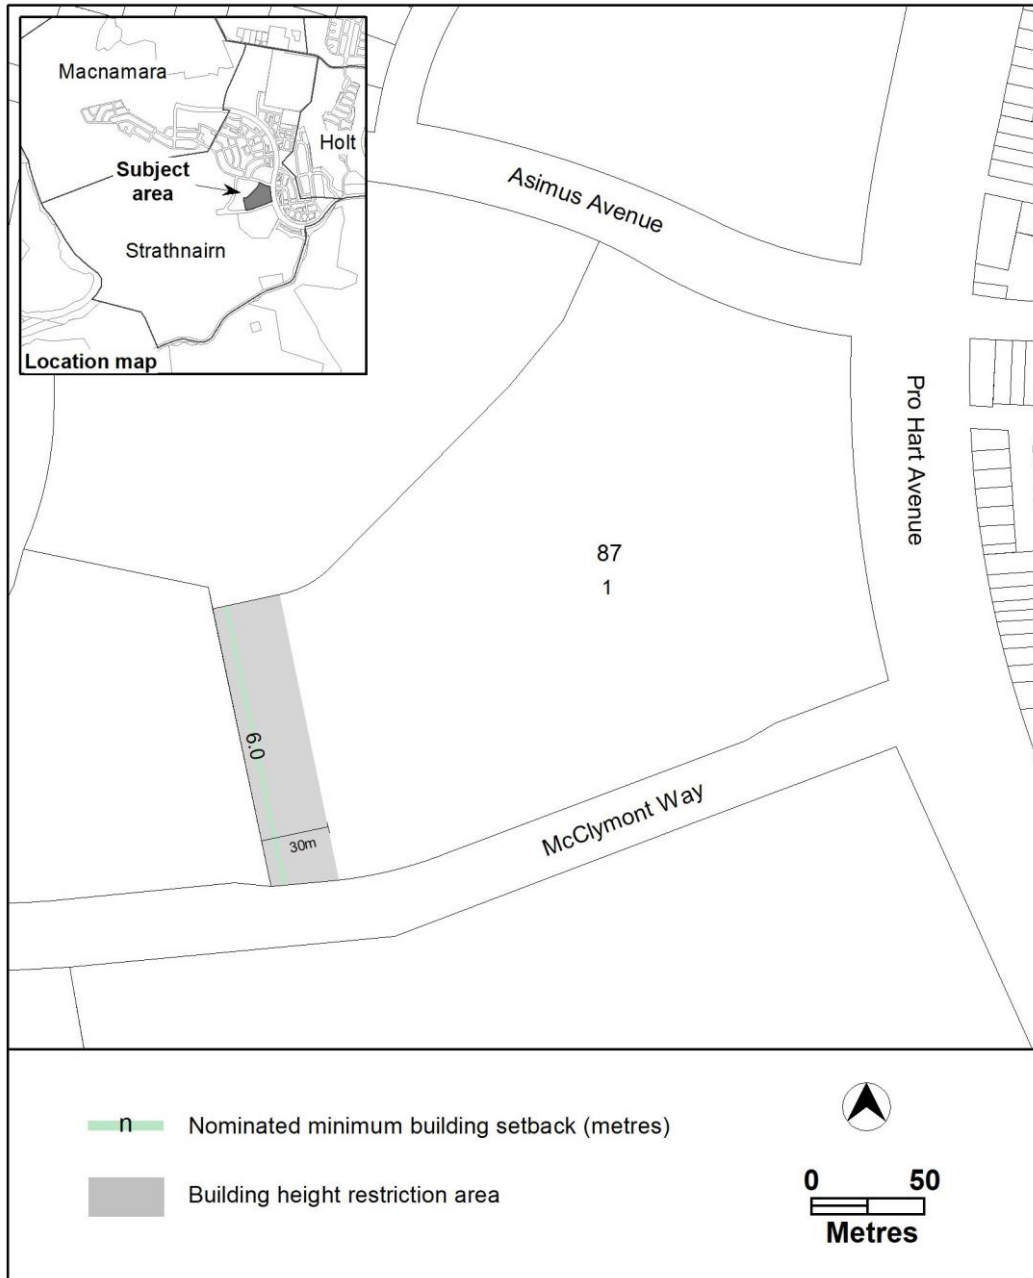 Macnamara
Holt
Subject
area
Strathnairn
Location map
Asimus Avenue
Pro Hart Avenue
87
1
6.0
30m
McClymont Way
n Nominated minimum building setback (metres)
Building height restriction area
0 50
Metres